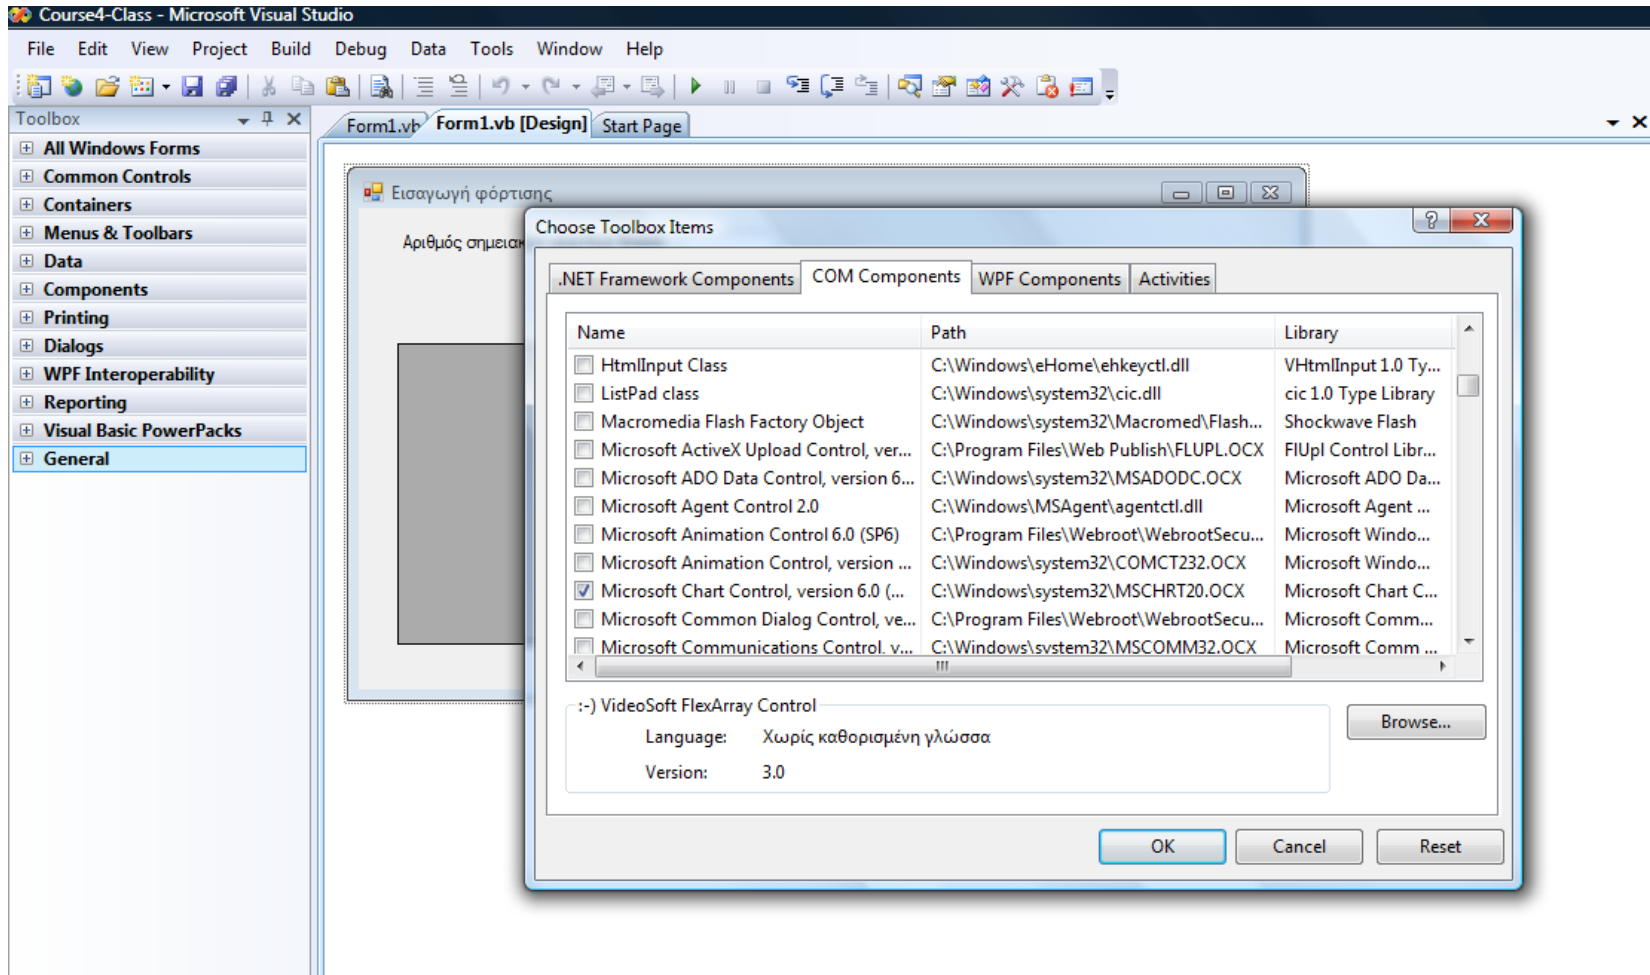 Course4-Class - Microsoft Visual Studio
File Edit View Project Build Debug Data Tools Window Help
Toolbox
Form1.vb Form1.vb [Design] Start Page
All Windows Forms
Common Controls
Containers
Menus & Toolbars
Data
Components
Printing
Dialogs
WPF Interoperability
Reporting
Visual Basic PowerPacks
General
Εισαγωγή φόρτισης
Αριθμός σημειακ
Choose Toolbox Items
.NET Framework Components COM Components WPF Components Activities
Name Path Library
HtmlInput Class C:\Windows\eHome\ehkeyctl.dll VHtmlInput 1.0 Ty...
ListPad class C:\Windows\system32\cic.dll cic 1.0 Type Library
Macromedia Flash Factory Object C:\Windows\system32\Macromed\Flash... Shockwave Flash
Microsoft ActiveX Upload Control, ver... C:\Program Files\Web Publish\FLUPL.OCX FlUpl Control Libr...
Microsoft ADO Data Control, version 6... C:\Windows\system32\MSADODC.OCX Microsoft ADO Da...
Microsoft Agent Control 2.0 C:\Windows\MSAgent\agentctl.dll Microsoft Agent ...
Microsoft Animation Control 6.0 (SP6) C:\Program Files\Webroot\WebrootSecu... Microsoft Windo...
Microsoft Animation Control, version ... C:\Windows\system32\COMCT232.OCX Microsoft Windo...
Microsoft Chart Control, version 6.0 (... C:\Windows\system32\MSCHRT20.OCX Microsoft Chart C...
Microsoft Common Dialog Control, ve... C:\Program Files\Webroot\WebrootSecu... Microsoft Comm...
Microsoft Communications Control, v... C:\Windows\system32\MSCOMM32.OCX Microsoft Comm ...
:-) VideoSoft FlexArray Control
Browse...
Language: Χωρίς καθορισμένη γλώσσα
Version: 3.0
OK Cancel Reset